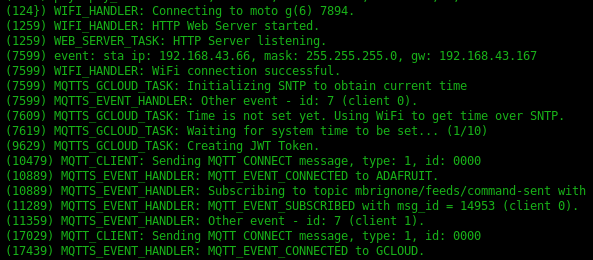 (124}) WIFI_HANDLER: Connecting to moto g(6) 7894.
(1259) WIFI_HANDLER: HTTP Web Server started.
(1259) WEB_SERVER_TASK: HTTP Server listening.
(7599) event: sta ip: 192.168.43.66, mask: 255.255.255.0, gw: 192.168.43.167
(7599) WIFI_HANDLER: WiFi connection successful.
(7599) MQTTS_GCLOUD_TASK: Initializing SNTP to obtain current time
(7599) MQTTS_EVENT_HANDLER: Other event - id: 7 (client 0).
(7609) MQTTS_GCLOUD_TASK: Time is not set yet. Using WiFi to get time over SNTP.
(7619) MQTTS_GCLOUD_TASK: Waiting for system time to be set... (1/10)
(9629) MQTTS_GCLOUD_TASK: Creating JWT Token.
(10479) MQTT_CLIENT: Sending MQTT CONNECT message, type: 1, id: 0000
(10889) MQTTS_EVENT_HANDLER: MQTT_EVENT_CONNECTED to ADAFRUIT.
(10889) MQTTS_EVENT_HANDLER: Subscribing to topic mbrignone/feeds/command-sent with
(11289) MQTTS_EVENT_HANDLER: MQTT_EVENT_SUBSCRIBED with msg_id = 14953 (client 0).
(11359) MQTTS_EVENT_HANDLER: Other event - id: 7 (client 1).
(17029) MQTT_CLIENT: Sending MQTT CONNECT message, type: 1, id: 0000
(17439) MQTTS_EVENT_HANDLER: MQTT_EVENT_CONNECTED to GCLOUD.